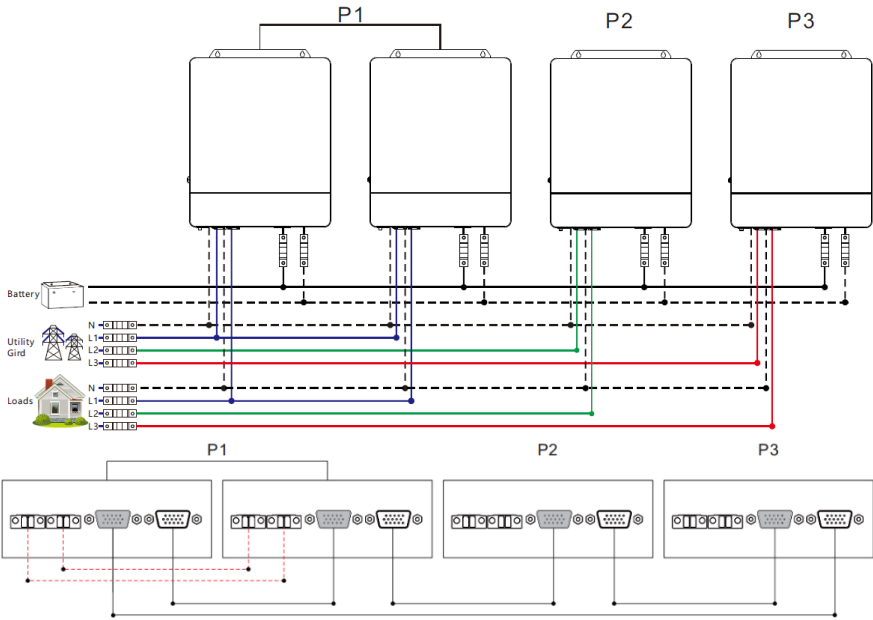 P1 P2 P3
Battery
Utility
Gird
N
L1
L2
L3
Loads
N
L1
L2
L3
P1 P2 P3